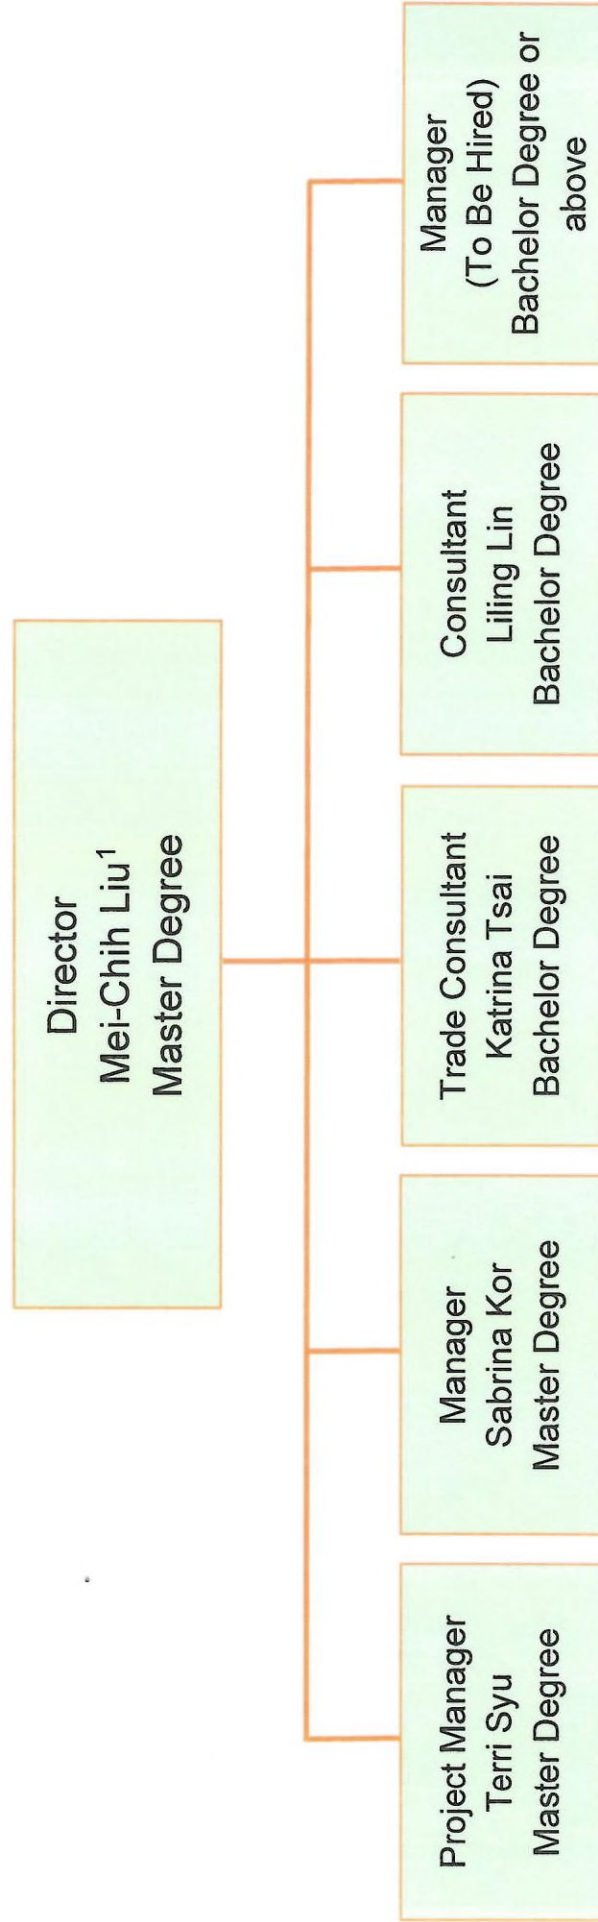 Director
Mei-Chih Liu¹
Master Degree
Project Manager
Terri Syu
Master Degree
Manager
Sabrina Kor
Master Degree
Trade Consultant
Katrina Tsai
Bachelor Degree
Consultant
Liling Lin
Bachelor Degree
Manager
(To Be Hired)
Bachelor Degree or
above